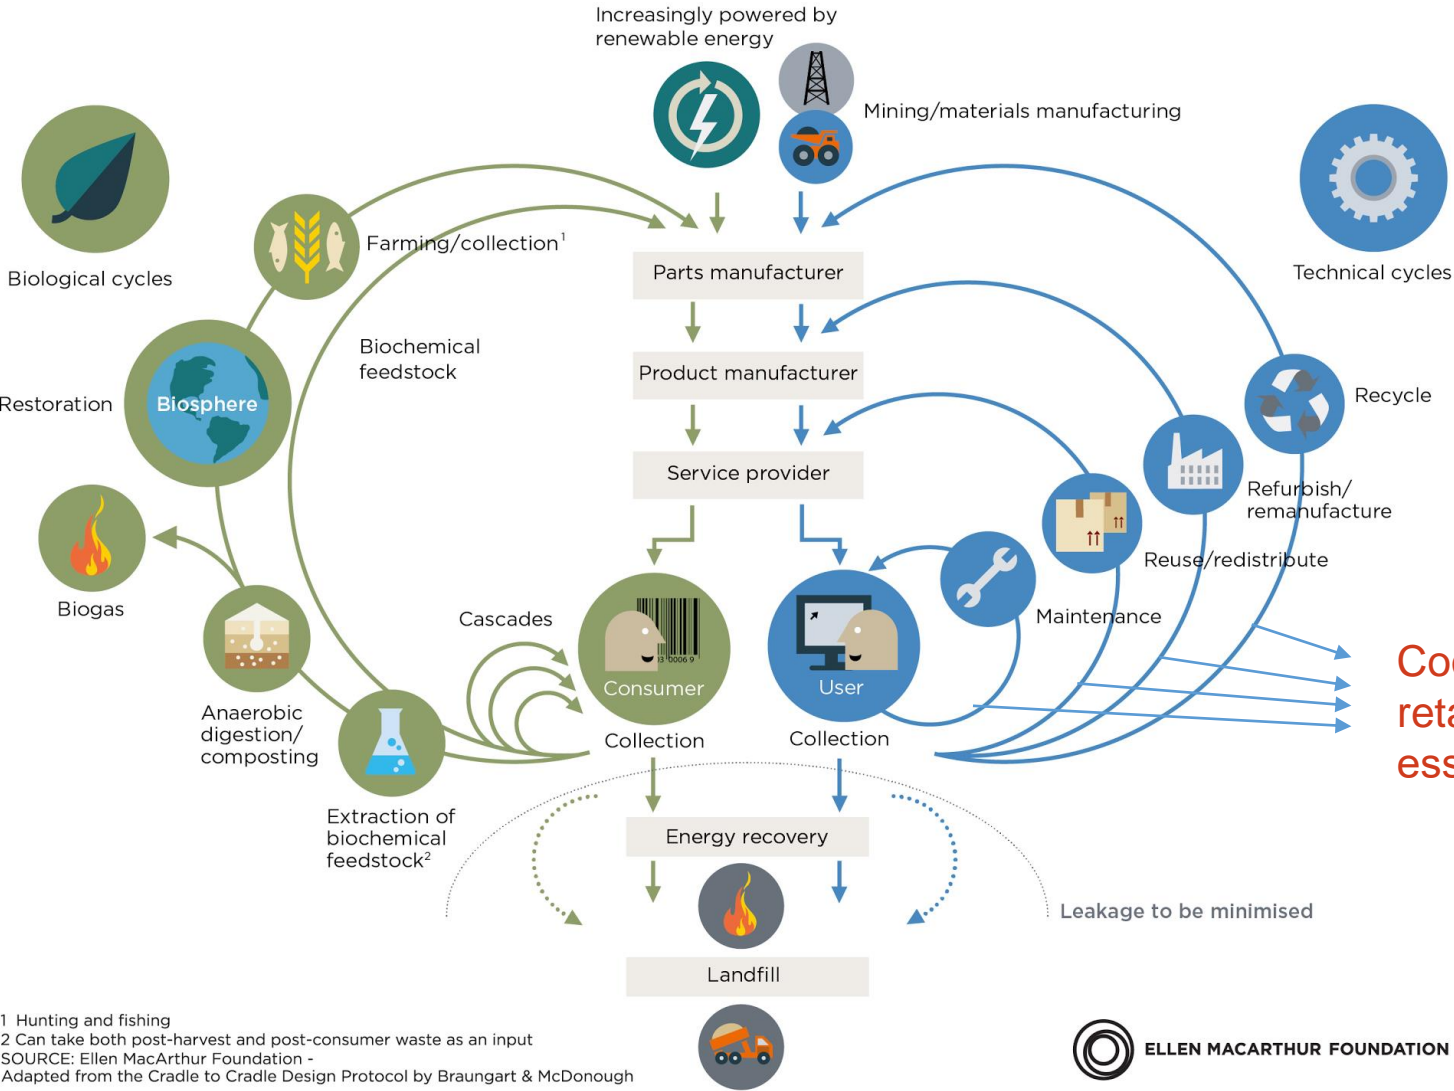 Increasingly powered by
renewable energy
Mining/materials manufacturing
Biological cycles
Technical cycles
Farming/collection¹
Parts manufacturer
Biochemical
feedstock
Product manufacturer
Restoration
Biosphere
Recycle
Service provider
Refurbish/
remanufacture
Reuse/redistribute
Biogas
Cascades
Maintenance
3 0006 9
Consumer
User
Collection
Collection
Anaerobic
digestion/
composting
Extraction of
biochemical
feedstock²
Energy recovery
Leakage to be minimised
Landfill
1 Hunting and fishing
2 Can take both post-harvest and post-consumer waste as an input
SOURCE: Ellen MacArthur Foundation -
Adapted from the Cradle to Cradle Design Protocol by Braungart & McDonough
ELLEN MACARTHUR FOUNDATION